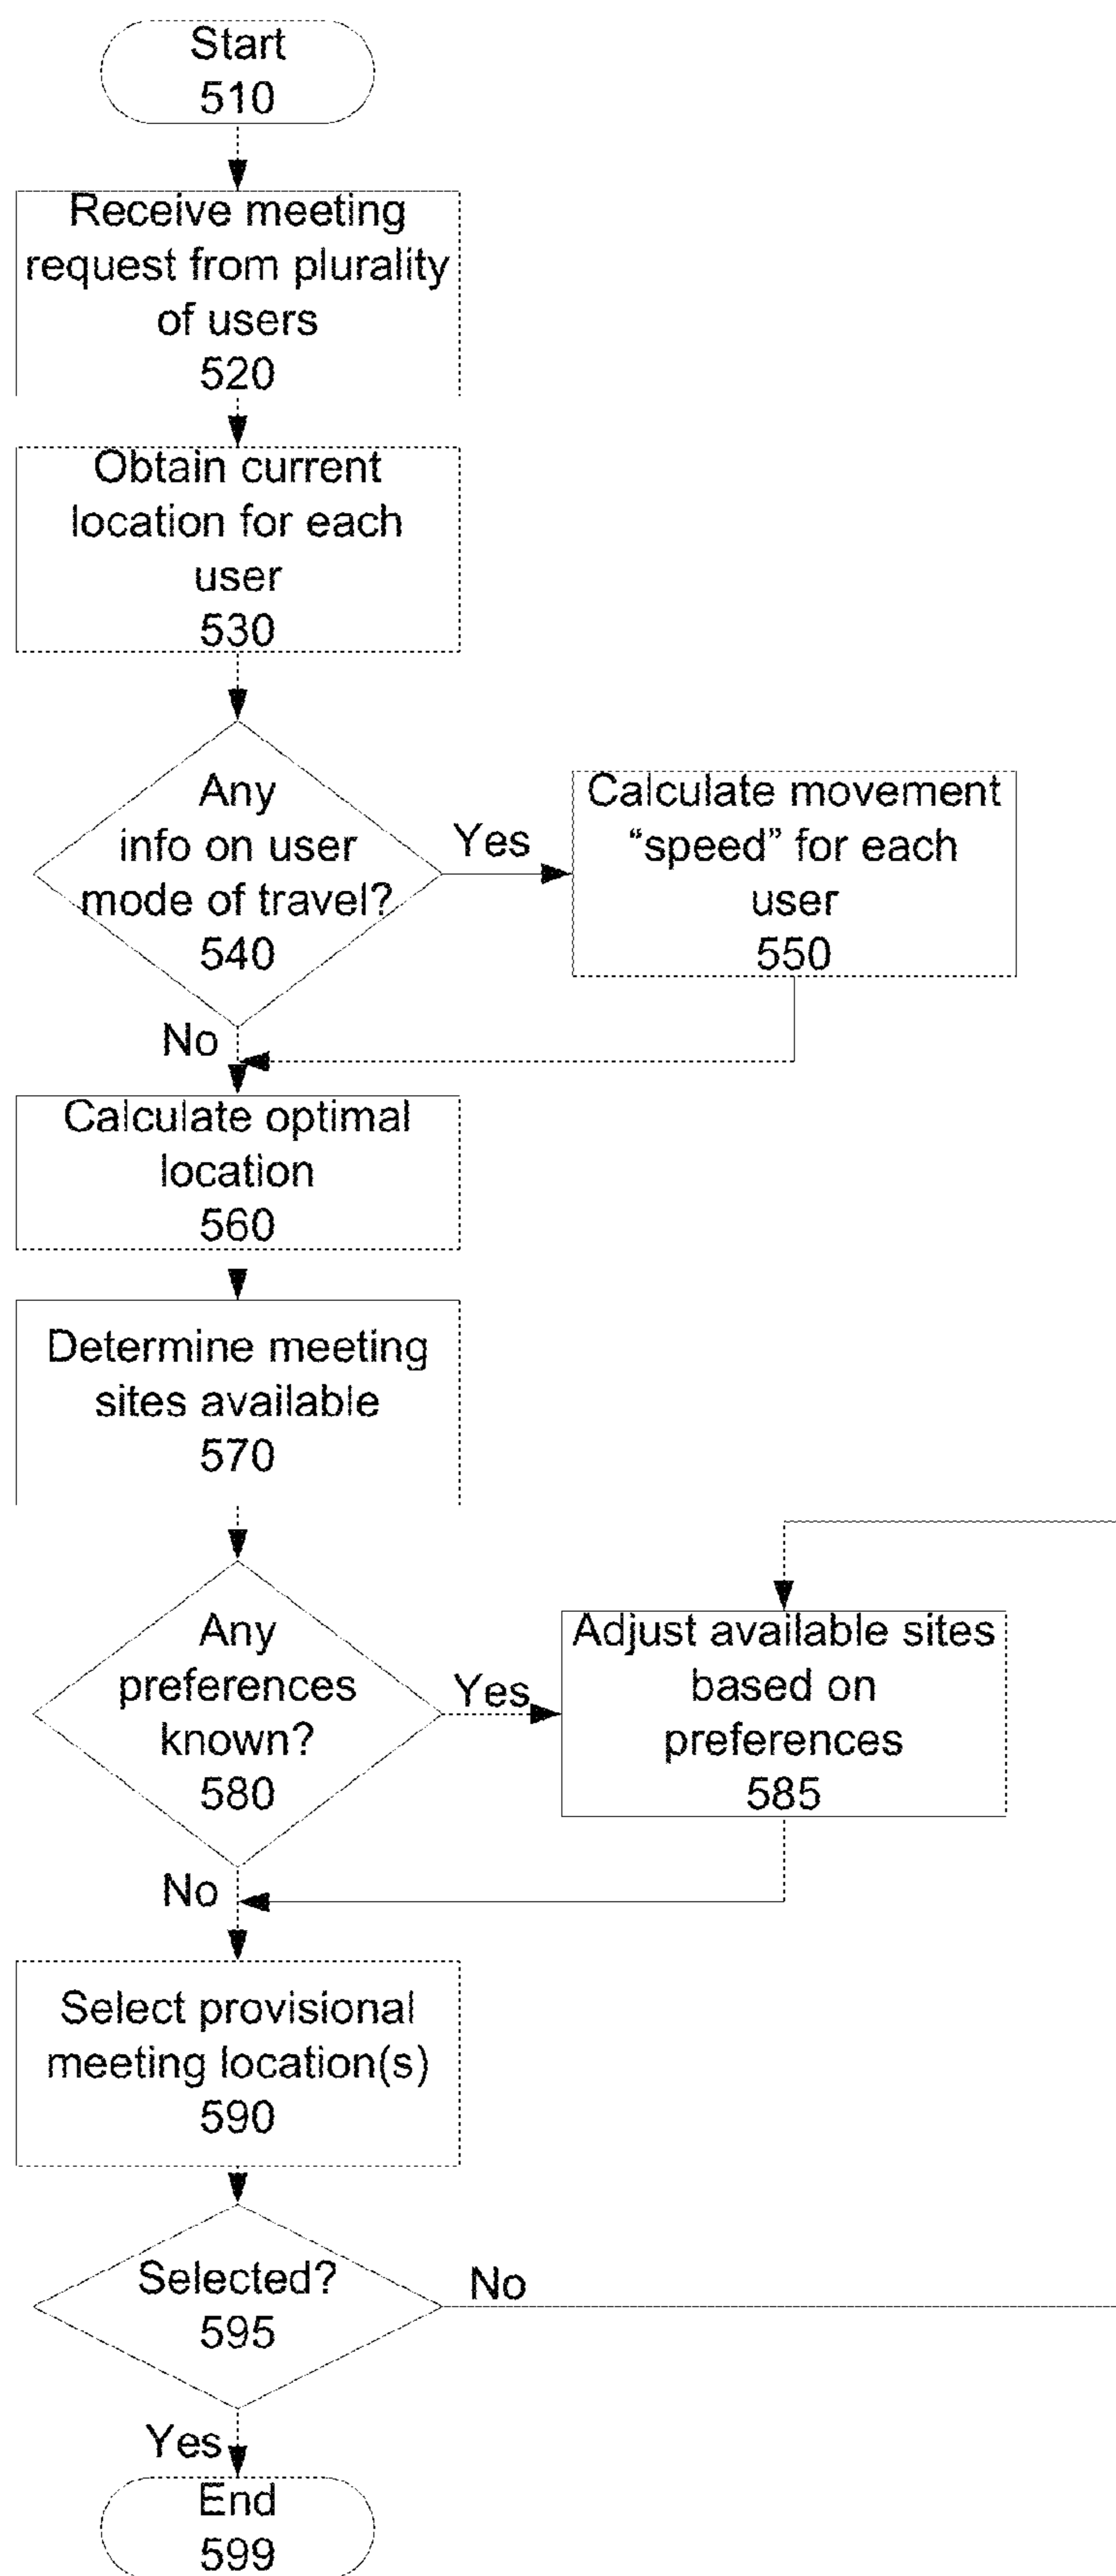 Start
510
Receive meeting
request from plurality
of users
520
Obtain current
location for each
user
530
Any
info on user
mode of travel?
540
Yes
Calculate movement
“speed” for each
user
550
No
Calculate optimal
location
560
Determine meeting
sites available
570
Any
preferences
known?
580
Yes
Adjust available sites
based on
preferences
585
No
Select provisional
meeting location(s)
590
Selected?
595
No
Yes
End
599